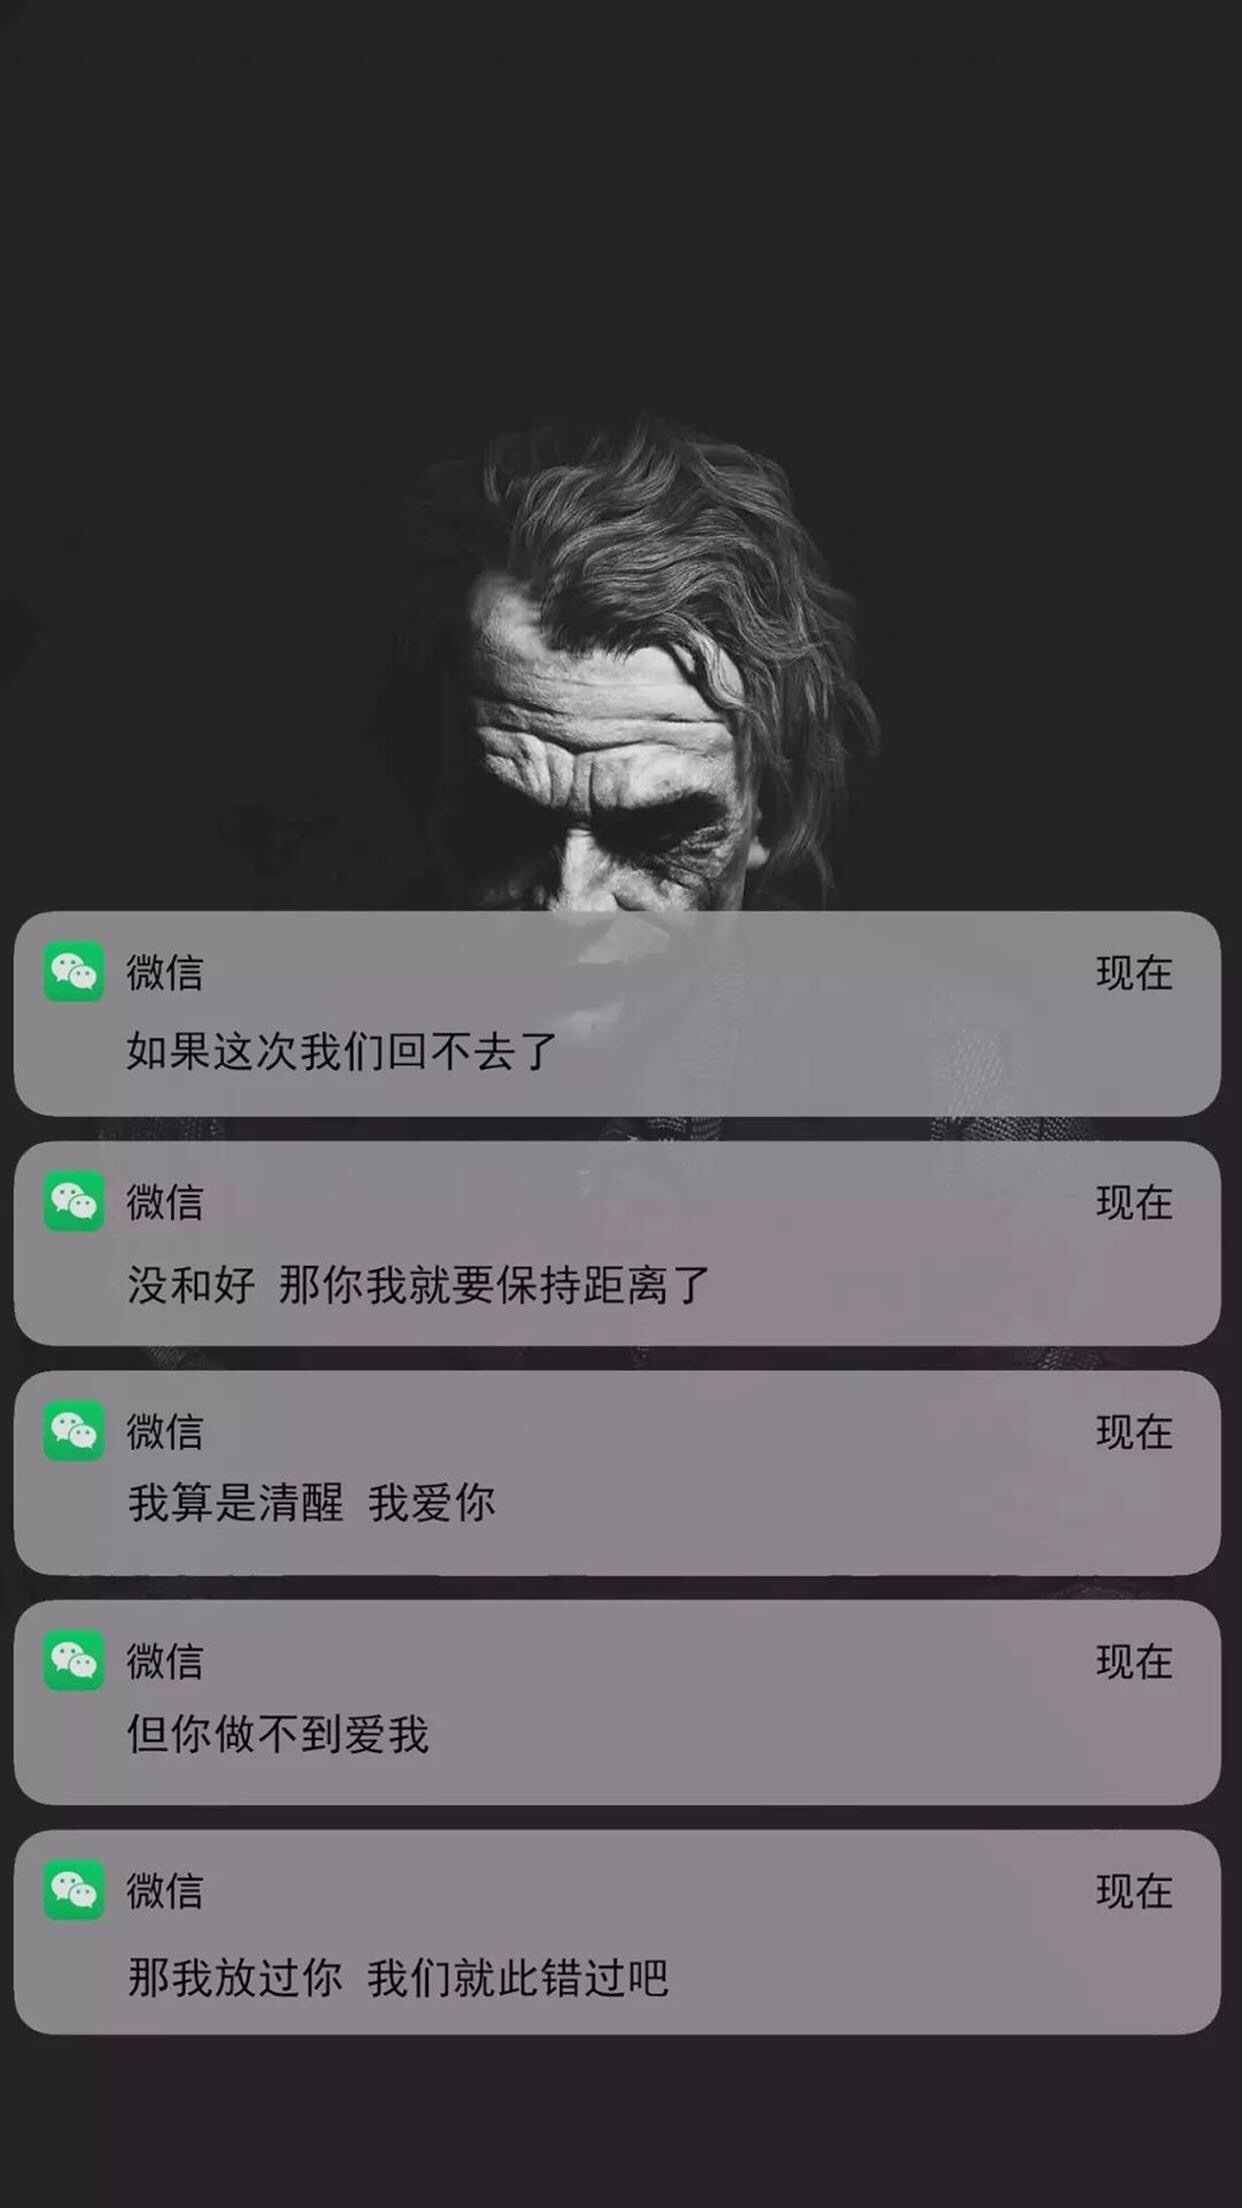 微信 现在
如果这次我们回不去了
微信 现在
没和好 那你我就要保持距离了
微信 现在
我算是清醒 我爱你
微信 现在
但你做不到爱我
微信 现在
那我放过你 我们就此错过吧